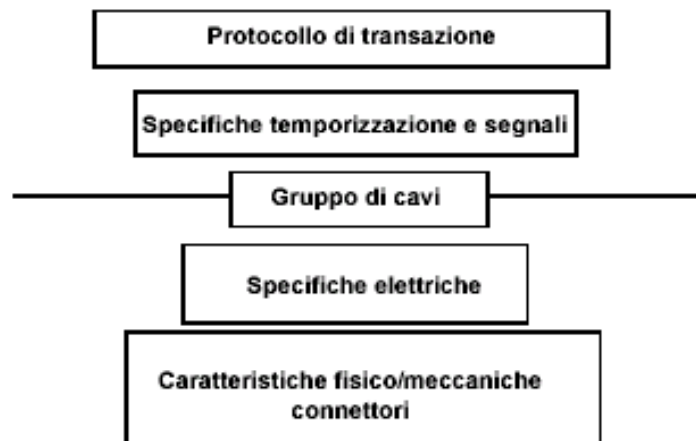 Protocollo di transazione
Specifiche temporizzazione e segnali
Gruppo di cavi
Specifiche elettriche
Caratteristiche fisico/meccaniche
connettori